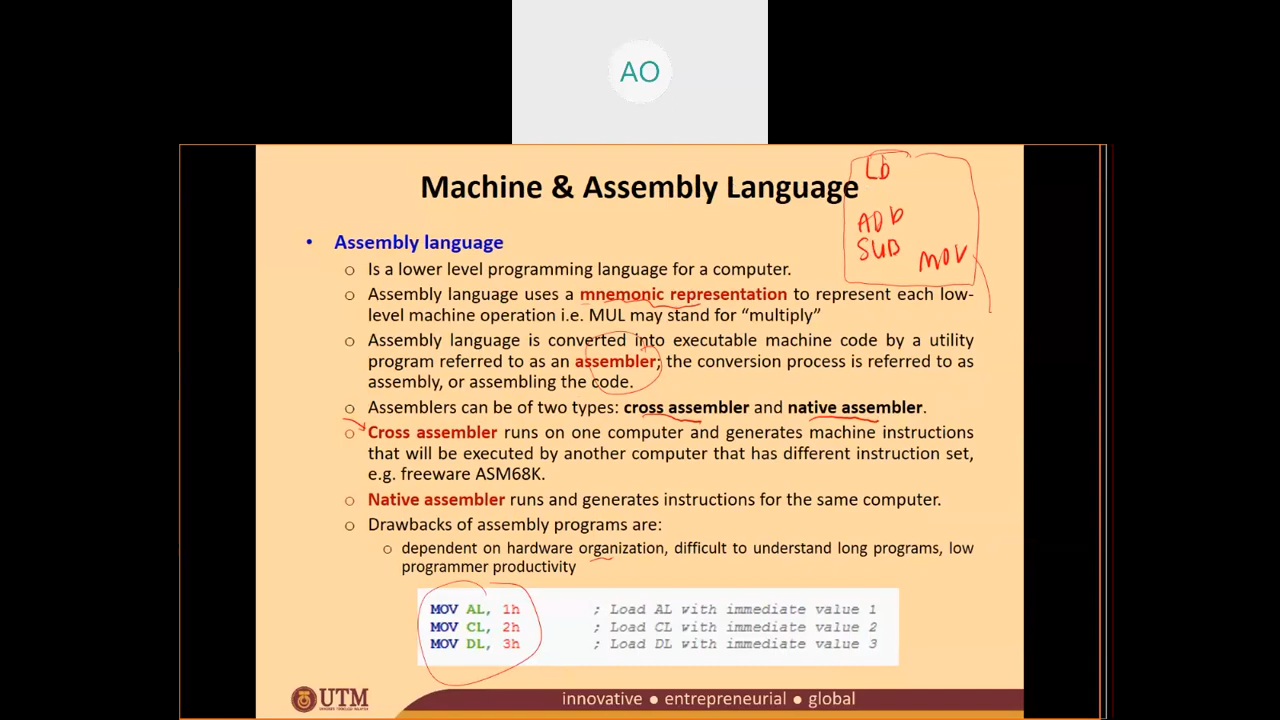 AO
Machine & Assembly Language
LD
ADD
SUB
MOV
• Assembly language
o Is a lower level programming language for a computer.
o Assembly language uses a mnemonic representation to represent each low-
level machine operation i.e. MUL may stand for “multiply”
o Assembly language is converted into executable machine code by a utility
program referred to as an assembler; the conversion process is referred to as
assembly, or assembling the code.
o Assemblers can be of two types: cross assembler and native assembler.
o Cross assembler runs on one computer and generates machine instructions
that will be executed by another computer that has different instruction set,
e.g. freeware ASM68K.
o Native assembler runs and generates instructions for the same computer.
o Drawbacks of assembly programs are:
o dependent on hardware organization, difficult to understand long programs, low
programmer productivity
MOV AL, 1h ; Load AL with immediate value 1
MOV CL, 2h ; Load CL with immediate value 2
MOV DL, 3h ; Load DL with immediate value 3
UTM
innovative ● entrepreneurial ● global